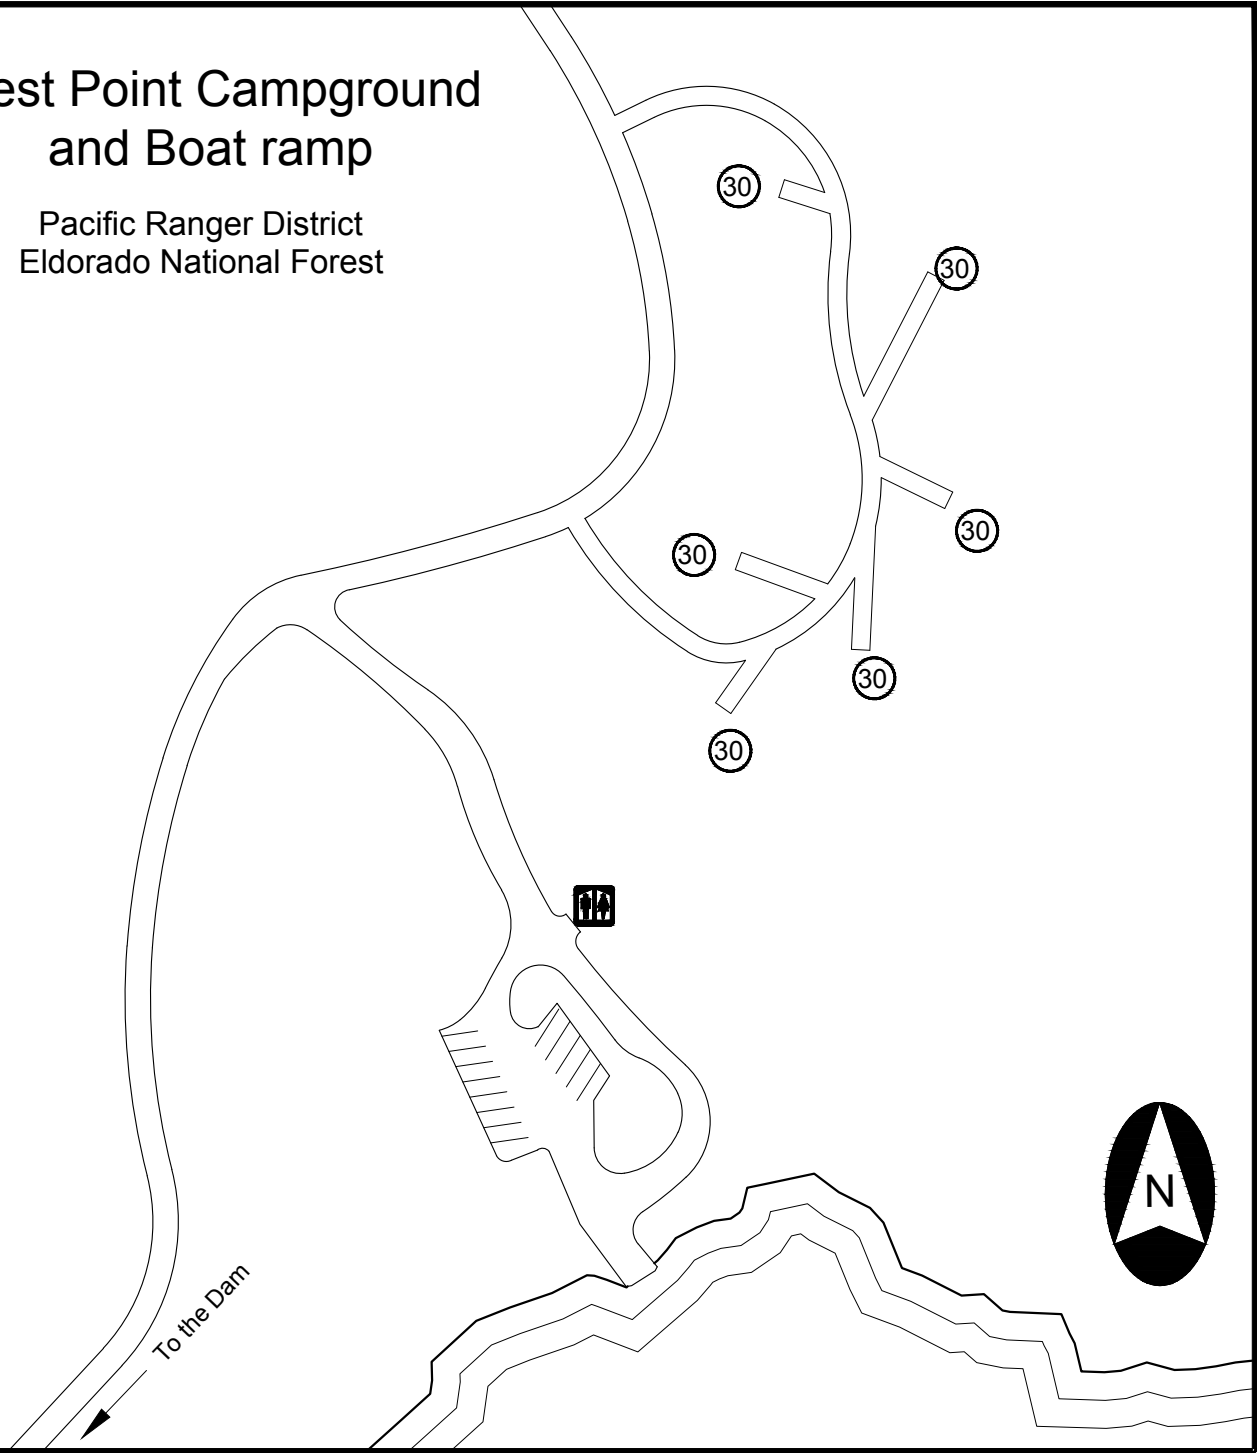 est Point Campground
and Boat ramp
Pacific Ranger District
Eldorado National Forest
30
30
30
30
30
30
N
To the Dam